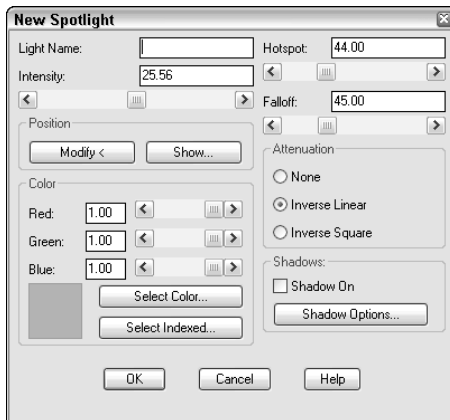 New Spotlight
Light Name:
Intensity: 25.56
Position
Modify <
Show...
Color
Red: 1.00
Green: 1.00
Blue: 1.00
Select Color...
Select Indexed...
Hotspot: 44.00
Falloff: 45.00
Attenuation
None
Inverse Linear
Inverse Square
Shadows:
Shadow On
Shadow Options...
OK
Cancel
Help